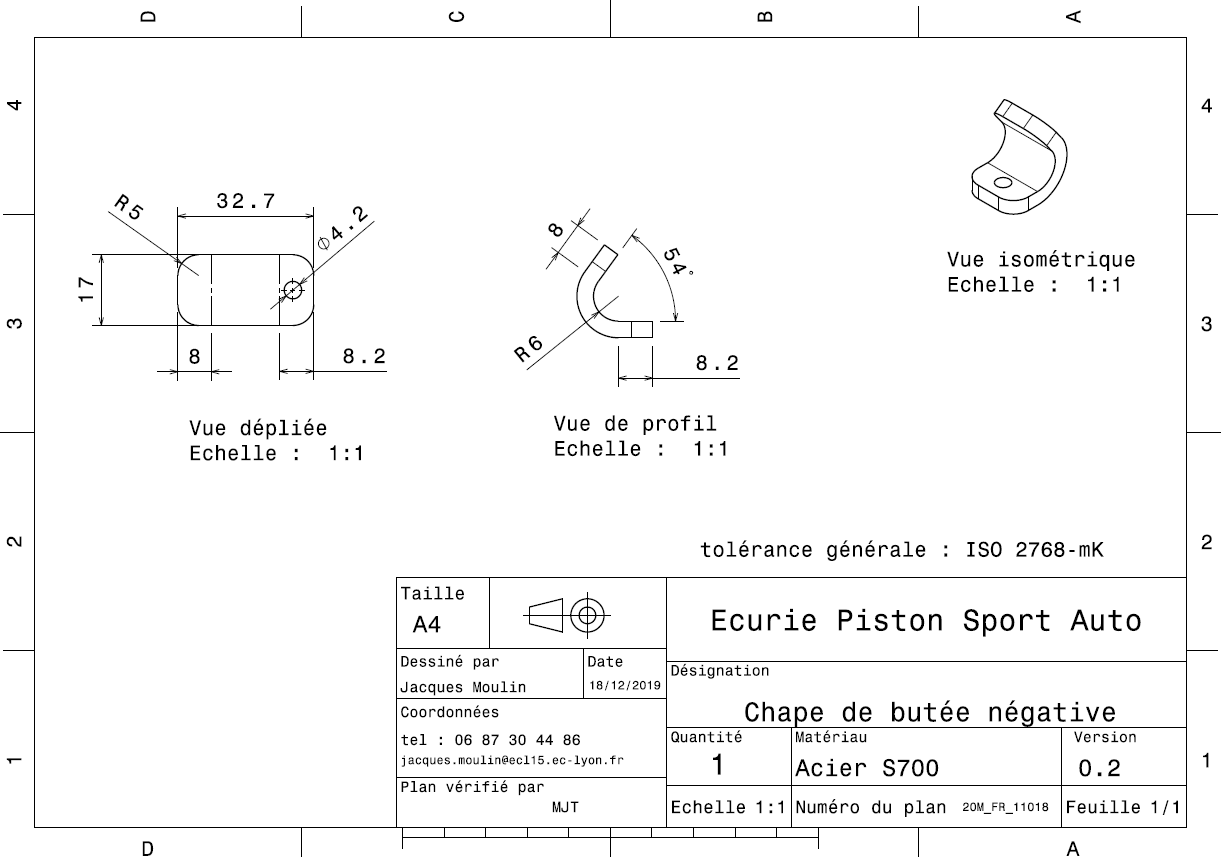 D C B A
4 4
R5
32.7
Ø4.2
17
8
8.2
8
54°
R6
8.2
Vue isométrique
Echelle : 1:1
3 3
Vue dépliée
Echelle : 1:1
Vue de profil
Echelle : 1:1
2 2
tolérance générale : ISO 2768-mK
Taille
A4
Ecurie Piston Sport Auto
Dessiné par
Jacques Moulin
Date
18/12/2019
Désignation
Chape de butée négative
Coordonnées
tel : 06 87 30 44 86
jacques.moulin@ecl15.ec-lyon.fr
Quantité
1
Matériau
Acier S700
Version
0.2
Plan vérifié par
MJT
Echelle 1:1
Numéro du plan 20M_FR_11018
Feuille 1/1
1 1
D A